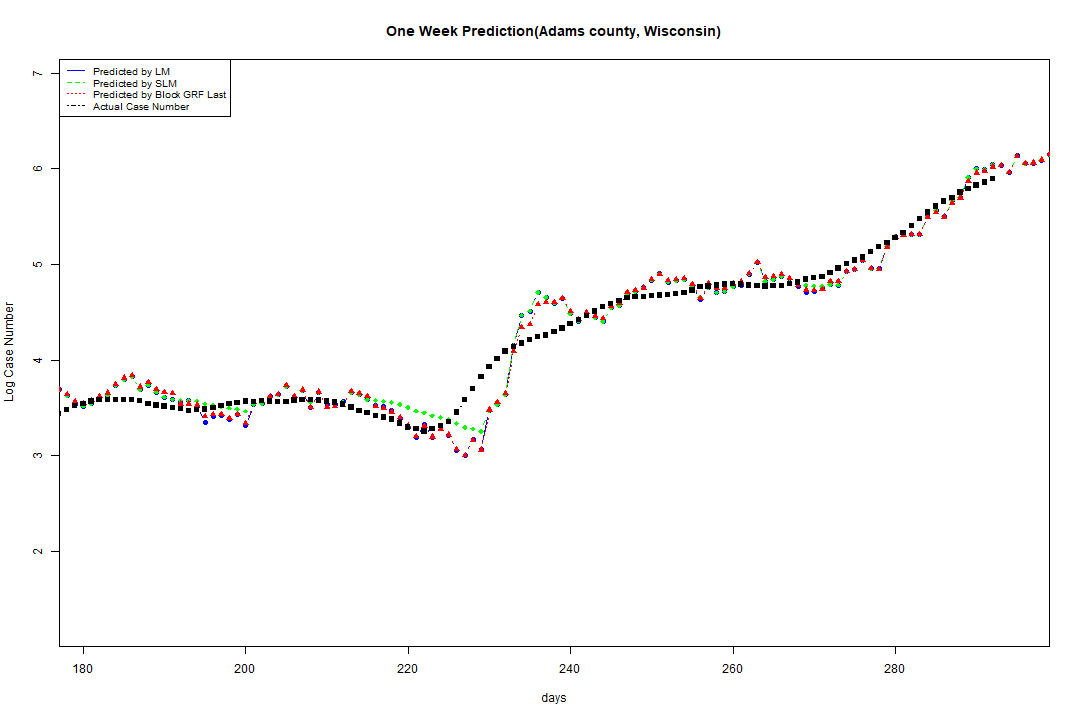 One Week Prediction(Adams county, Wisconsin)
Predicted by LM
Predicted by SLM
Predicted by Block GRF Last
Actual Case Number
7
6
5
4
3
2
Log Case Number
180 200 220 240 260 280
days